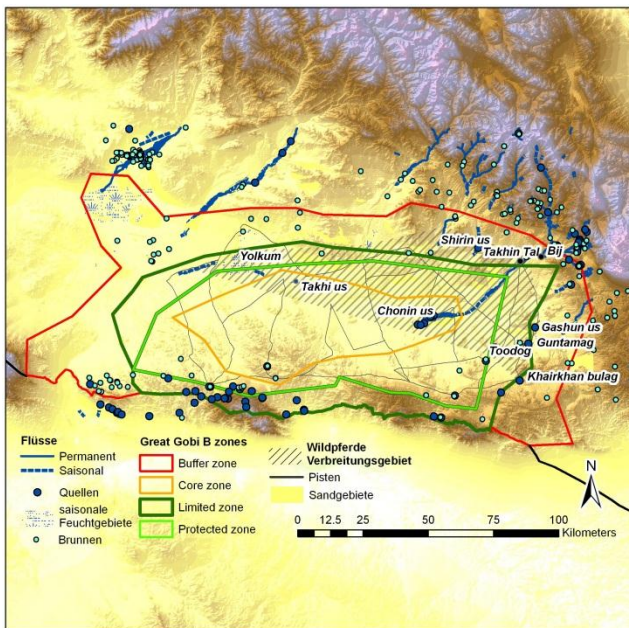 Shirin us
Takhin Tal
Bij
Yolkum
Takhi us
Chonin us
Gashun us
Guntamag
Toodog
Khairkhan bulag
Flüsse
Permanent
Saisonal
Quellen
saisonale
Feuchtgebiete
Brunnen
Great Gobi B zones
Buffer zone
Core zone
Limited zone
Protected zone
Wildpferde
Verbreitungsgebiet
Pisten
Sandgebiete
N
0 12.5 25 50 75 100
Kilometers